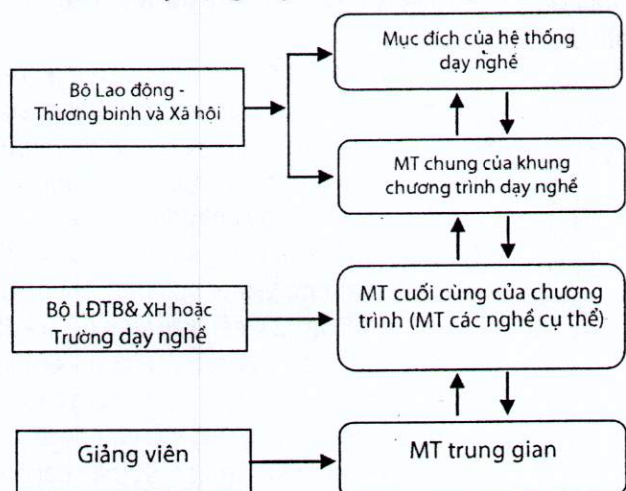 Mục đích của hệ thống
dạy nghề
Bộ Lao động -
Thương binh và Xã hội
MT chung của khung
chương trình dạy nghề
Bộ LĐTB& XH hoặc
Trường dạy nghề
MT cuối cùng của chương
trình (MT các nghề cụ thể)
Giảng viên
MT trung gian